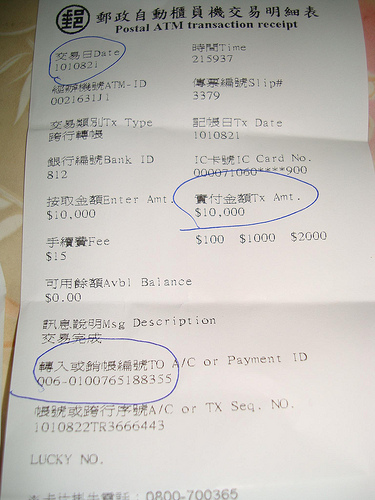 郵 郵政自動櫃員機交易明細表
Postal ATM transaction receipt
交易日Date 時間Time
1010821 215937
經辦機號ATM-ID 傳票編號Slip#
0021631J1 3379
交易類別Tx Type 記帳日Tx Date
跨行轉帳 1010821
銀行編號Bank ID IC卡號IC Card No.
812 000071060****900
按取金額Enter Amt. 實付金額Tx Amt.
$10,000 $10,000
手續費Fee $100 $1000 $2000
$15
可用餘額Avbl Balance
$0.00
訊息說明Msg Description
交易完成
轉入或銷帳編號TO A/C or Payment ID
006-0100765188355
帳號或跨行序號A/C or TX Seq. NO.
1010822TR3666443
LUCKY NO.
0800-700365